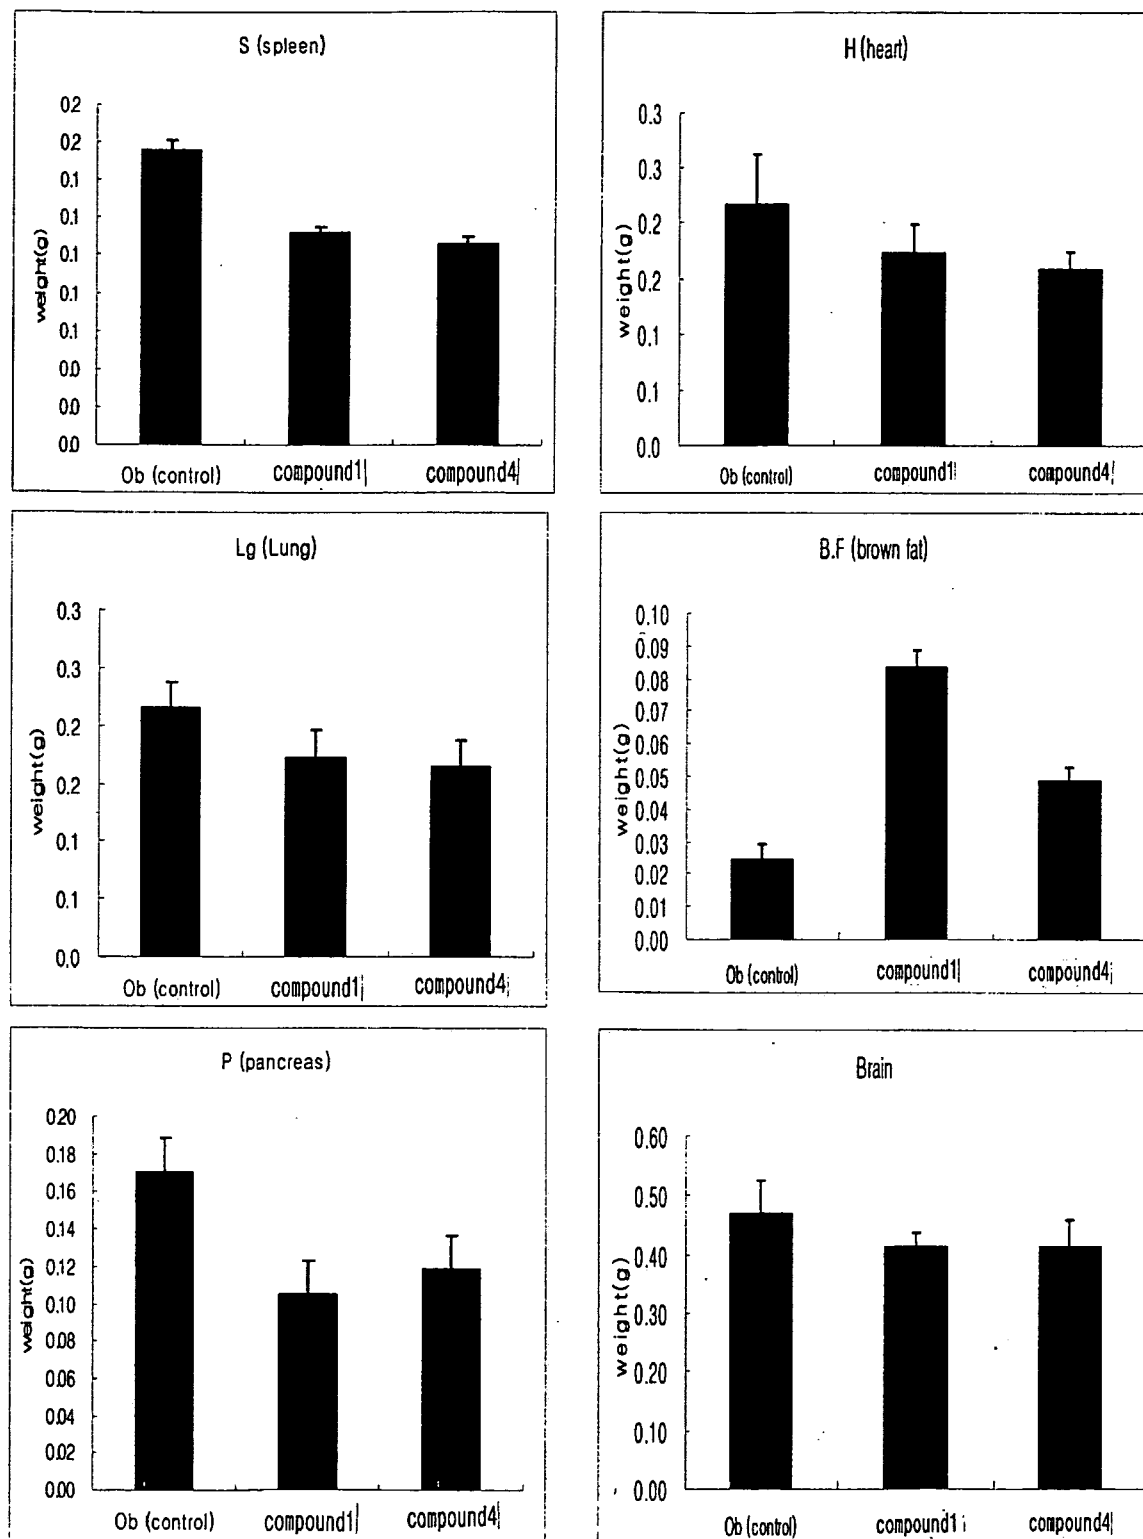 S (spleen)
0.2
0.2
0.1
0.1
0.1
0.1
0.1
0.0
0.0
0.0
weight(g)
Ob (control) compound1 compound4
H (heart)
0.3
0.3
0.2
0.2
0.1
0.1
0.0
weight(g)
Ob (control) compound1 compound4
Lg (Lung)
0.3
0.3
0.2
0.2
0.1
0.1
0.0
weight(g)
Ob (control) compound1 compound4
B.F (brown fat)
0.10
0.09
0.08
0.07
0.06
0.05
0.04
0.03
0.02
0.01
0.00
weight(g)
Ob (control) compound1 compound4
P (pancreas)
0.20
0.18
0.16
0.14
0.12
0.10
0.08
0.06
0.04
0.02
0.00
weight(g)
Ob (control) compound1 compound4
Brain
0.60
0.50
0.40
0.30
0.20
0.10
0.00
weight(g)
Ob (control) compound1 compound4